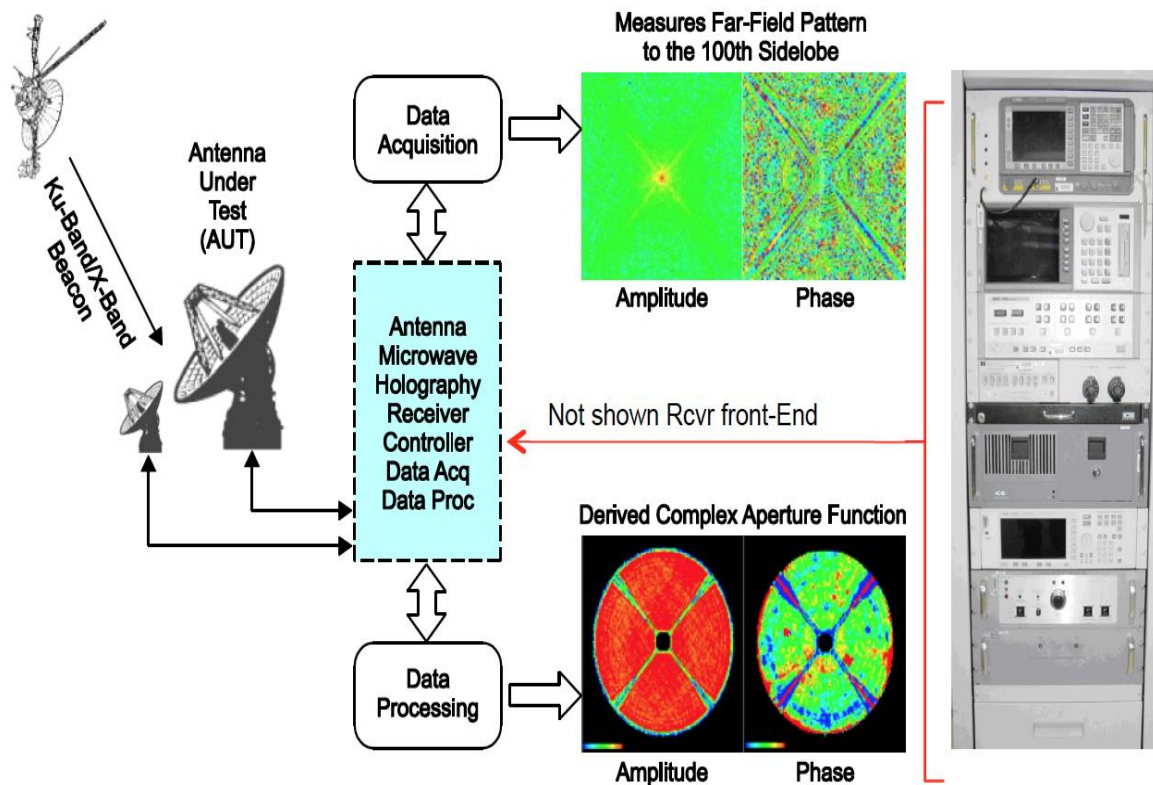 Measures Far-Field Pattern
to the 100th Sidelobe
Data
Acquisition
Antenna
Under
Test
(AUT)
Ku-Band/X-Band
Beacon
Amplitude
Phase
Antenna
Microwave
Holography
Receiver
Controller
Data Acq
Data Proc
Not shown Rcvr front-End
Derived Complex Aperture Function
Data
Processing
Amplitude
Phase